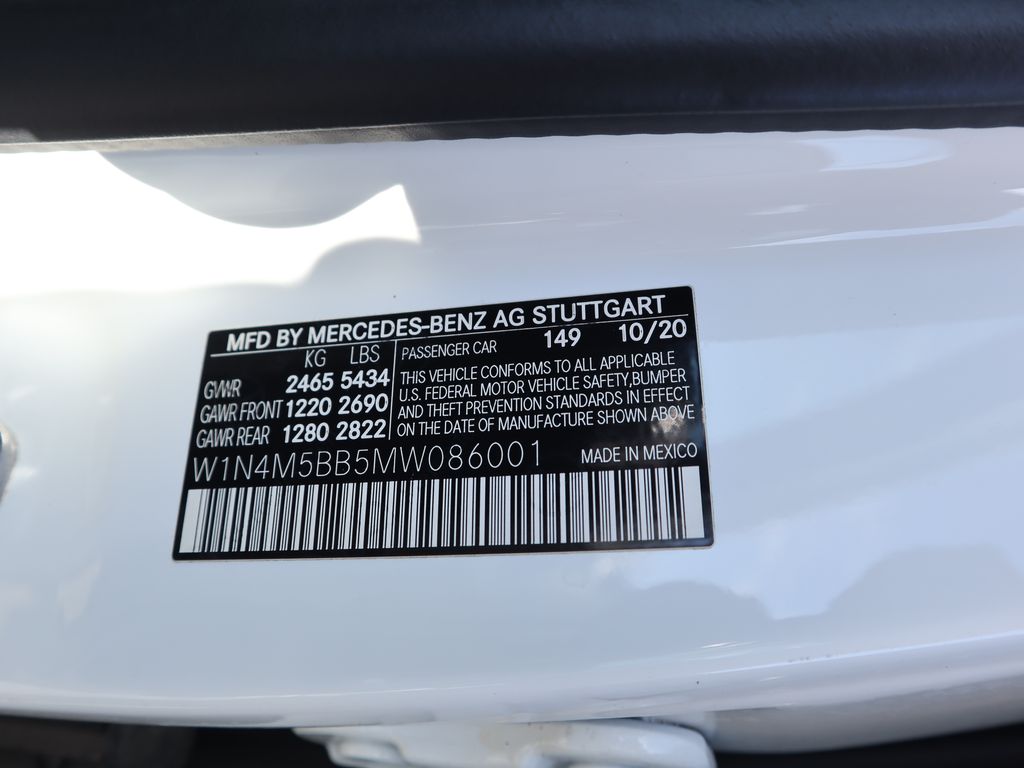 MFD BY MERCEDES-BENZ AG STUTTGART
KG LBS
GVWR 2465 5434
GAWR FRONT 1220 2690
GAWR REAR 1280 2822
PASSENGER CAR 149 10/20
THIS VEHICLE CONFORMS TO ALL APPLICABLE
U.S. FEDERAL MOTOR VEHICLE SAFETY,BUMPER
AND THEFT PREVENTION STANDARDS IN EFFECT
ON THE DATE OF MANUFACTURE SHOWN ABOVE
W1N4M5BB5MW086001 MADE IN MEXICO